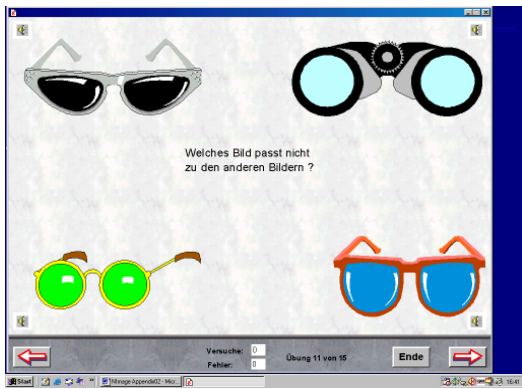 Welches Bild passt nicht
zu den anderen Bildern ?
Versuche: 0
Fehler: 0
Übung 11 von 15
Ende
Start
16:41